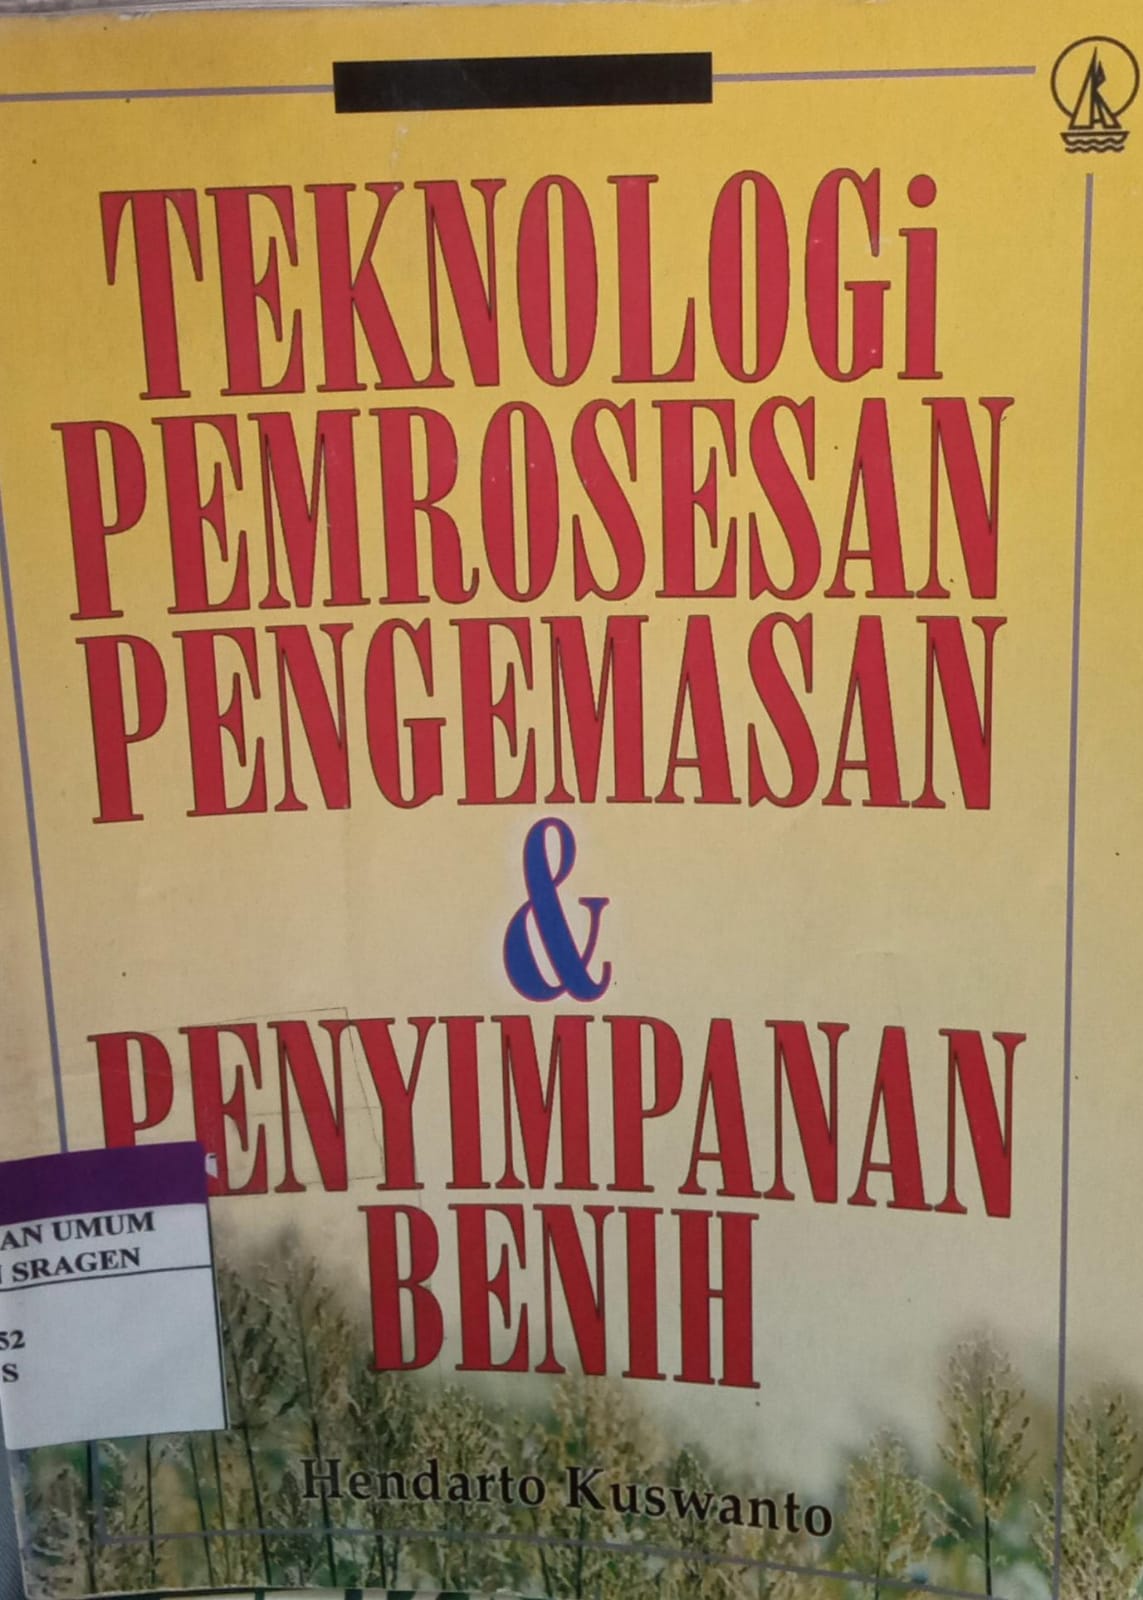 TEKNOLOGi
PEMROSESAN
PENGEMASAN
&
PENYIMPANAN
BENIH
AN UMUM
SRAGEN
52
S
Hendarto Kuswanto